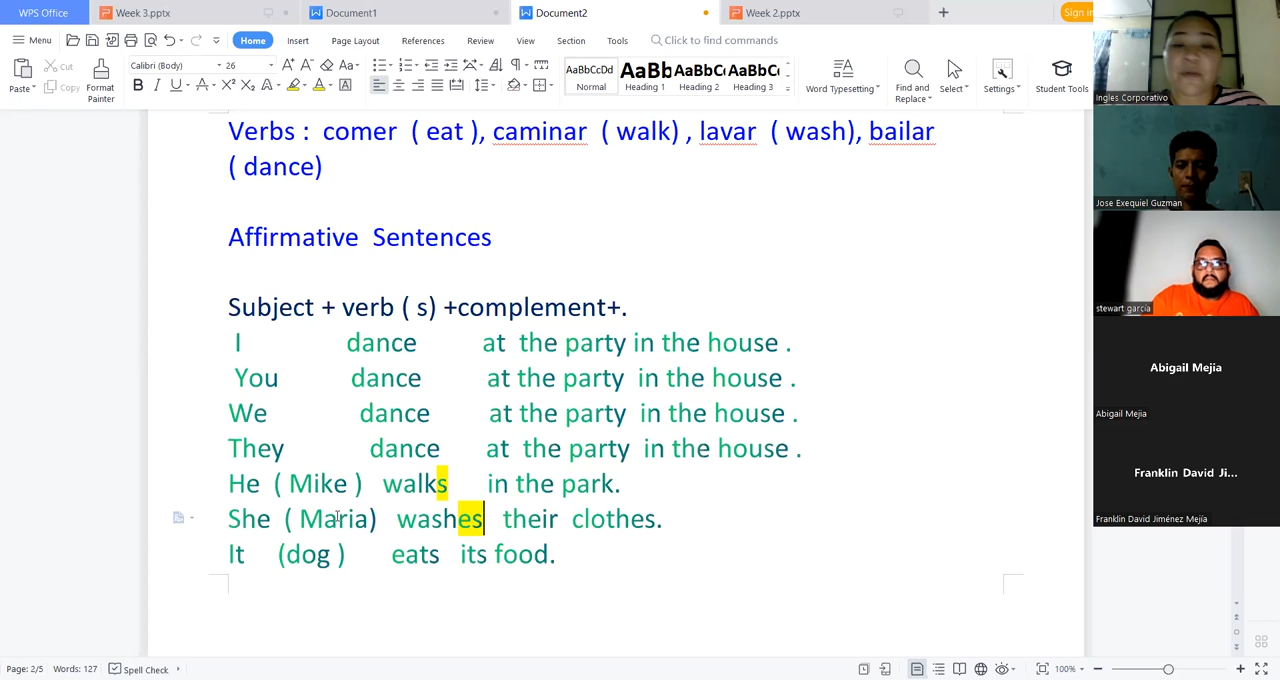 WPS Office Week 3.pptx Document1 Document2 Week 2.pptx + Sign in
Menu Home Insert Page Layout References Review View Section Tools Click to find commands
Paste Cut Copy Format Painter Calibri (Body) 26 AaBbCcDd Normal AaBb Heading 1 AaBbC Heading 2 AaBbC Heading 3 Word Typesetting Find and Replace Select Settings Student Tools
Verbs : comer ( eat ), caminar ( walk) , lavar ( wash), bailar
( dance)
Affirmative Sentences
Subject + verb ( s) +complement+.
I dance at the party in the house .
You dance at the party in the house .
We dance at the party in the house .
They dance at the party in the house .
He ( Mike ) walks in the park.
She ( Maria) washes their clothes.
It (dog ) eats its food.
Page: 2/5 Words: 127 Spell Check 100%
Ingles Corporativo
Jose Exequiel Guzman
stewart garcia
Abigail Mejia
Abigail Mejia
Franklin David Ji...
Franklin David Jiménez Mejía